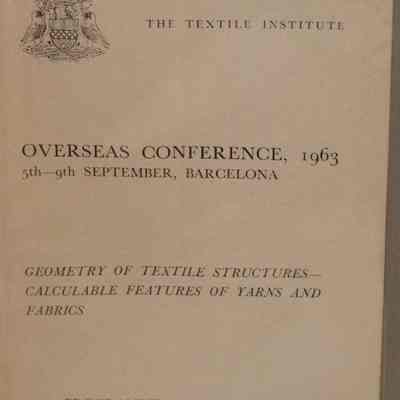 THE TEXTILE INSTITUTE
OVERSEAS CONFERENCE, 1963
5th—9th SEPTEMBER, BARCELONA
GEOMETRY OF TEXTILE STRUCTURES—
CALCULABLE FEATURES OF YARNS AND
FABRICS